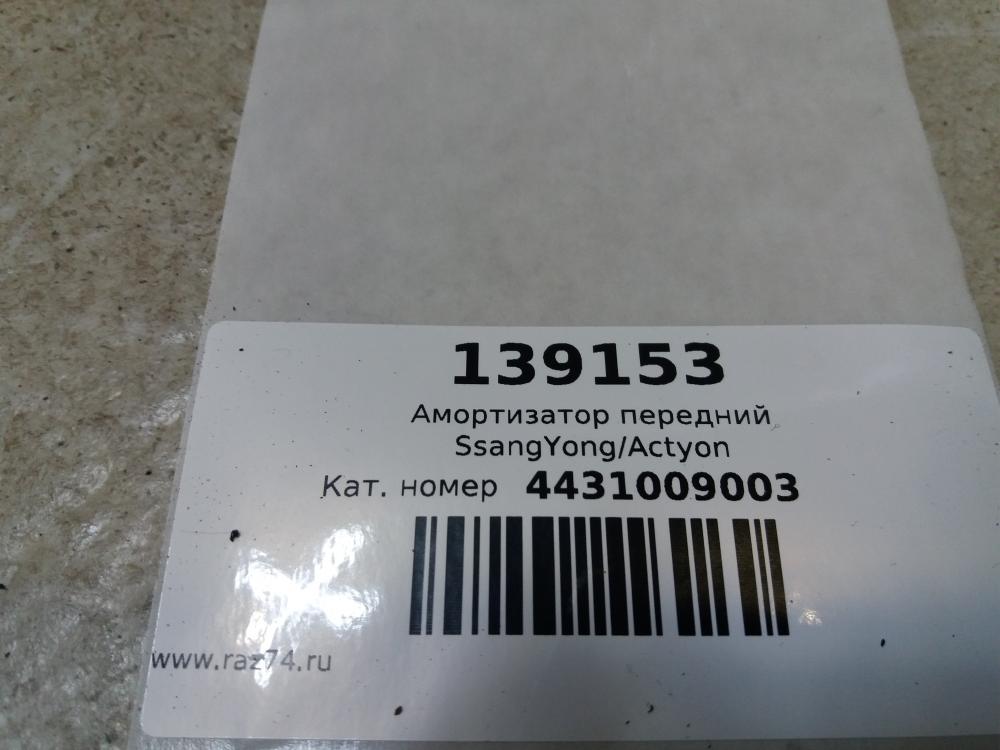 139153
Амортизатор передний
SsangYong/Actyon
Кат. номер 4431009003
www.raz74.ru